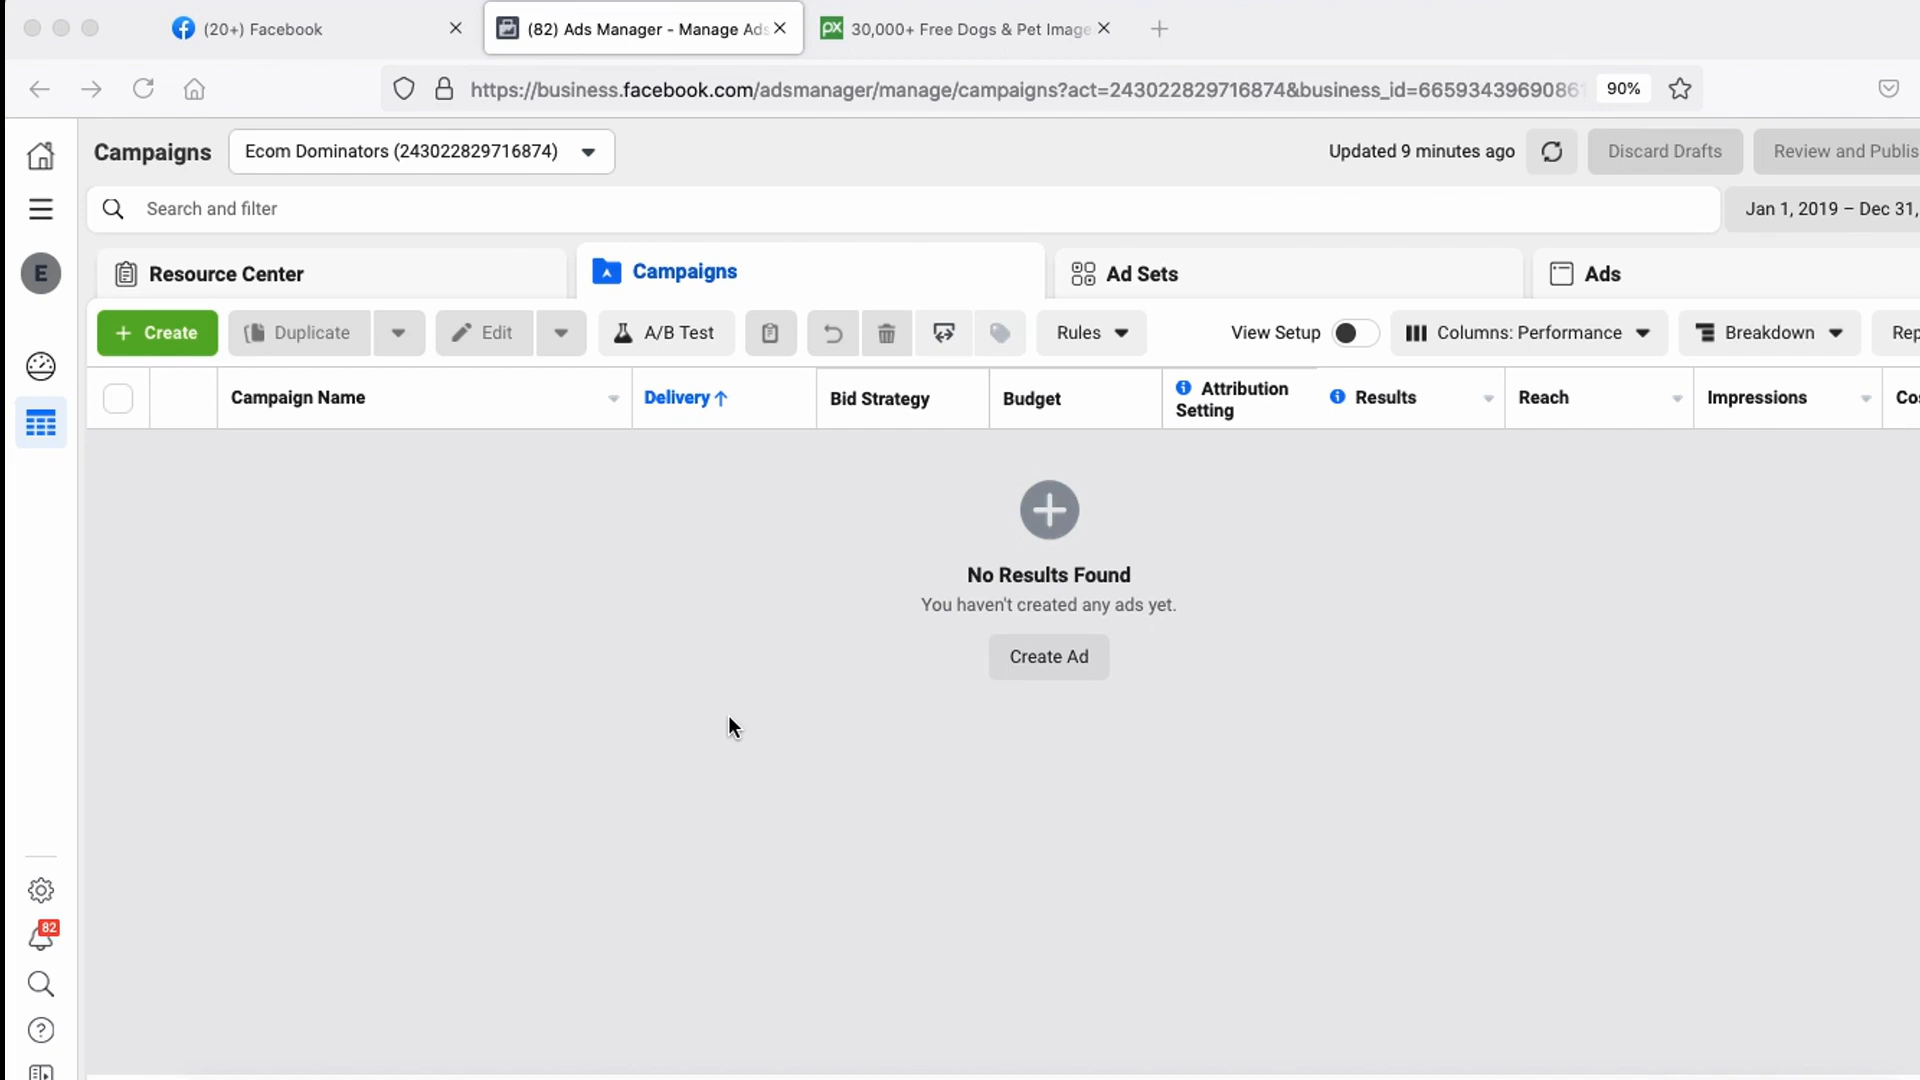 (20+) Facebook
(82) Ads Manager - Manage Ads
PX 30,000+ Free Dogs & Pet Image
https://business.facebook.com/adsmanager/manage/campaigns?act=243022829716874&business_id=66593439690861
90%
Campaigns
Ecom Dominators (243022829716874)
Updated 9 minutes ago
Discard Drafts
Review and Publis
Search and filter
Jan 1, 2019 – Dec 31,
E
Resource Center
Campaigns
Ad Sets
Ads
+ Create
Duplicate
Edit
A/B Test
Rules
View Setup
Columns: Performance
Breakdown
Rep
Campaign Name
Delivery ↑
Bid Strategy
Budget
Attribution
Setting
Results
Reach
Impressions
Cos
No Results Found
You haven't created any ads yet.
Create Ad
82